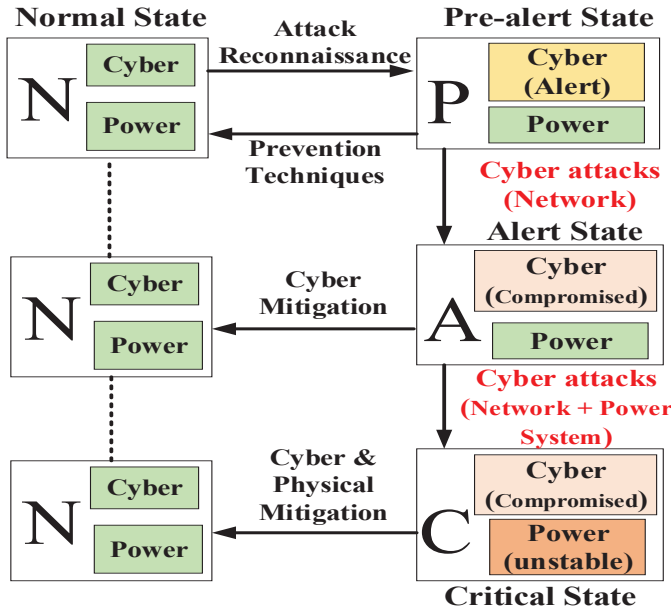 Normal State
Attack
Reconnaissance
Pre-alert State
N
Cyber
Power
P
Cyber
(Alert)
Power
Prevention
Techniques
Cyber attacks
(Network)
Alert State
N
Cyber
Power
Cyber
Mitigation
A
Cyber
(Compromised)
Power
Cyber attacks
(Network + Power
System)
N
Cyber
Power
Cyber &
Physical
Mitigation
C
Cyber
(Compromised)
Power
(unstable)
Critical State